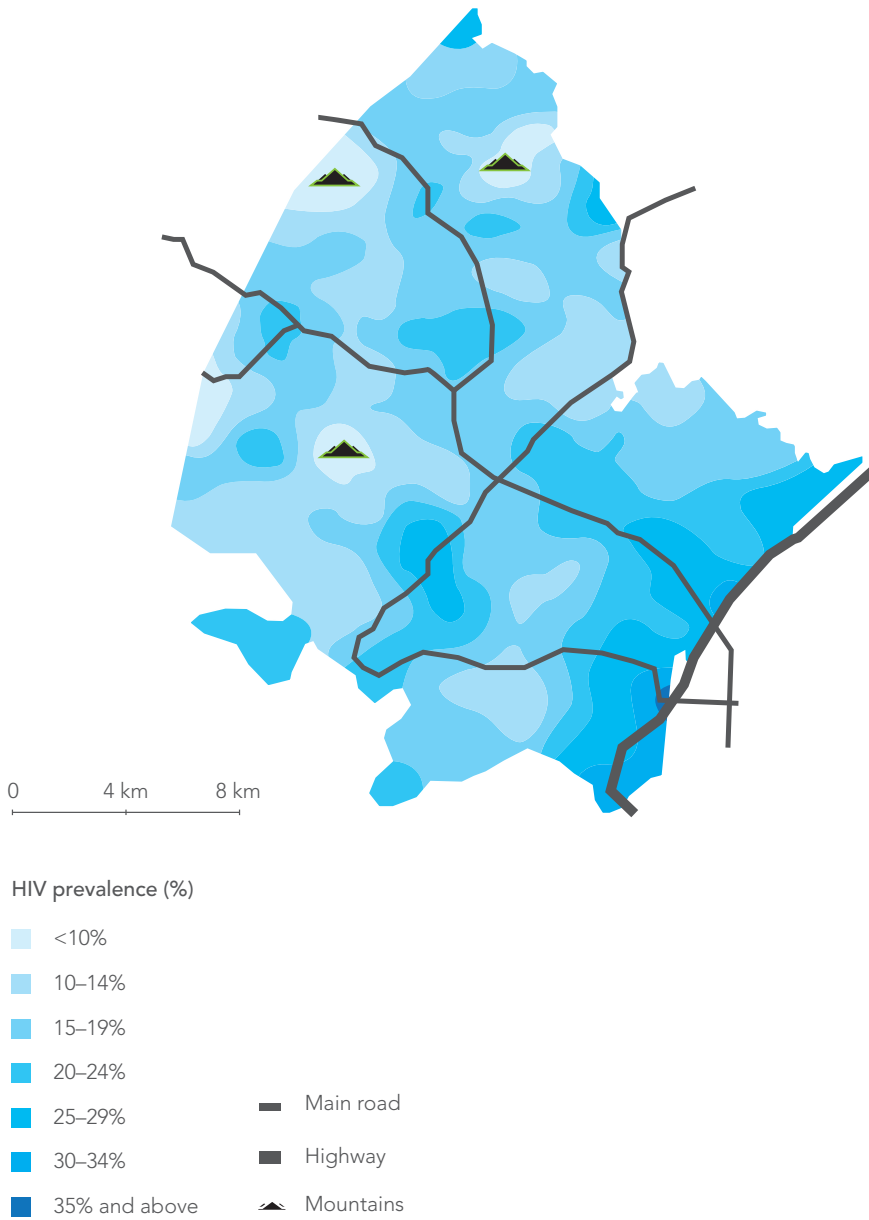 0 4 km 8 km
HIV prevalence (%)
<10%
10–14%
15–19%
20–24%
25–29%
30–34%
35% and above
Main road
Highway
Mountains